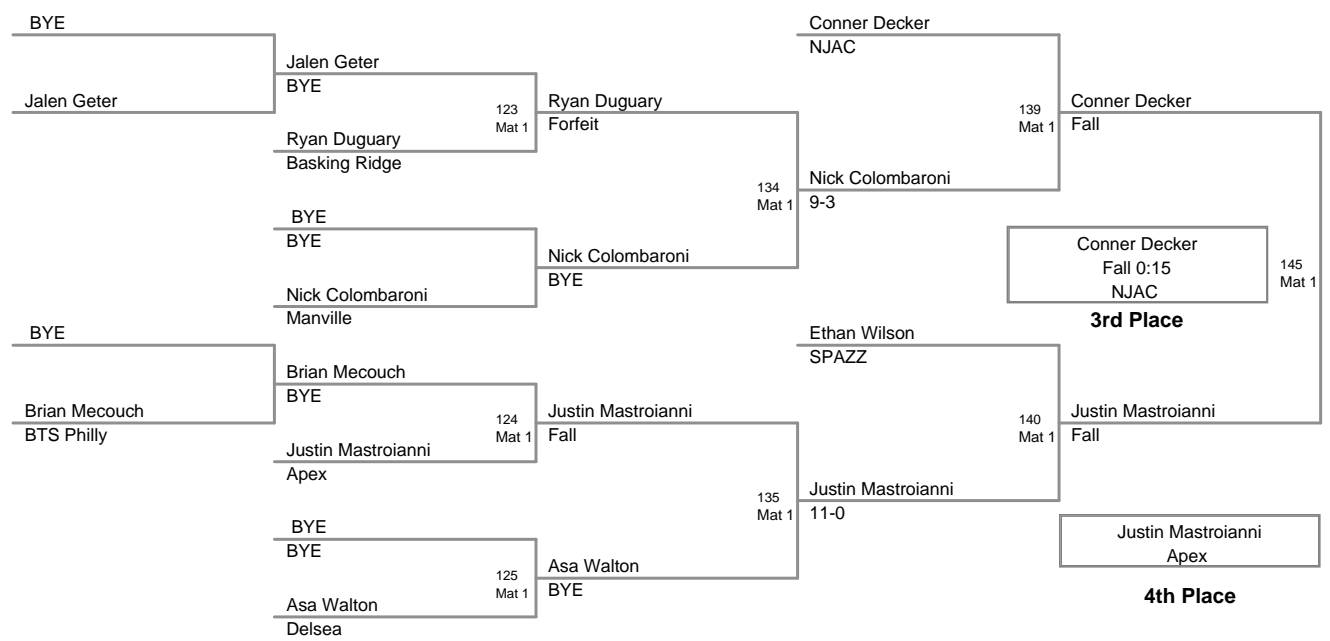 BYE
Jalen Geter
Jalen Geter
BYE
123
Mat 1
Ryan Duguary
Basking Ridge
Ryan Duguary
Forfeit
BYE
BYE
Nick Colombaroni
Manville
Nick Colombaroni
BYE
134
Mat 1
Conner Decker
NJAC
Nick Colombaroni
9-3
139
Mat 1
Conner Decker
Fall
Conner Decker
Fall 0:15
NJAC
3rd Place
145
Mat 1
BYE
Brian Mecouch
BTS Philly
Brian Mecouch
BYE
124
Mat 1
Justin Mastroianni
Apex
Justin Mastroianni
Fall
BYE
BYE
125
Mat 1
Asa Walton
Delsea
Asa Walton
BYE
135
Mat 1
Ethan Wilson
SPAZZ
Justin Mastroianni
11-0
140
Mat 1
Justin Mastroianni
Fall
Justin Mastroianni
Apex
4th Place